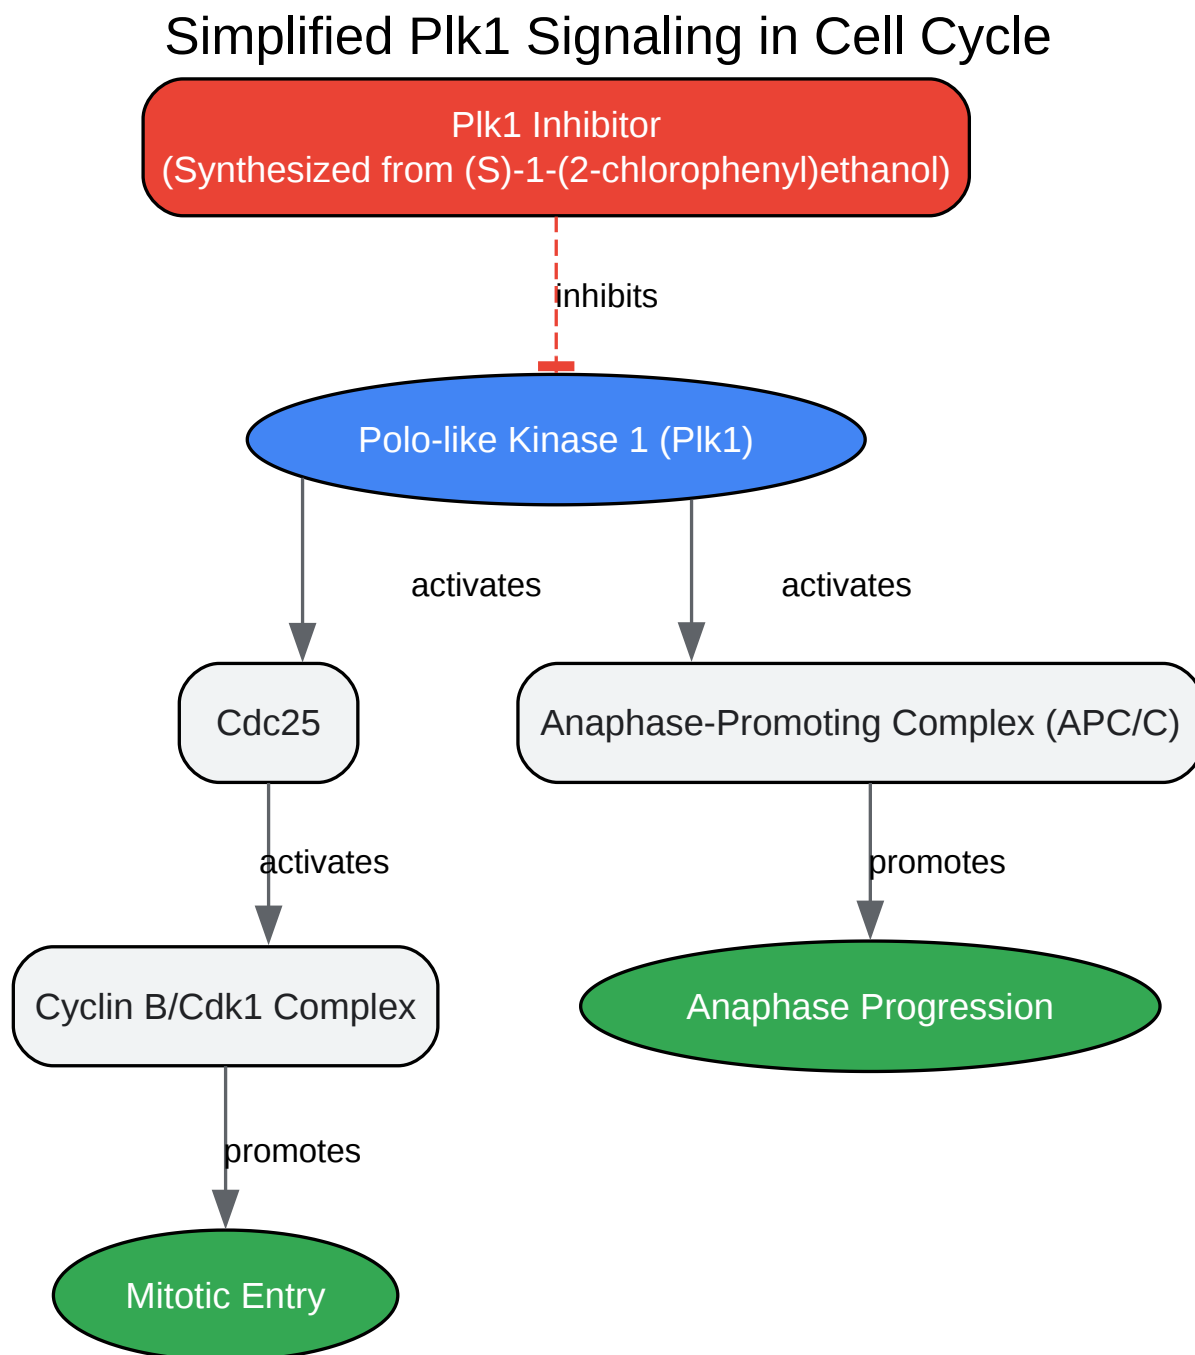 Simplified Plk1 Signaling in Cell Cycle
Plk1 Inhibitor
(Synthesized from (S)-1-(2-chlorophenyl)ethanol)
inhibits
Polo-like Kinase 1 (Plk1)
activates
activates
Cdc25
Anaphase-Promoting Complex (APC/C)
activates
promotes
Cyclin B/Cdk1 Complex
Anaphase Progression
promotes
Mitotic Entry